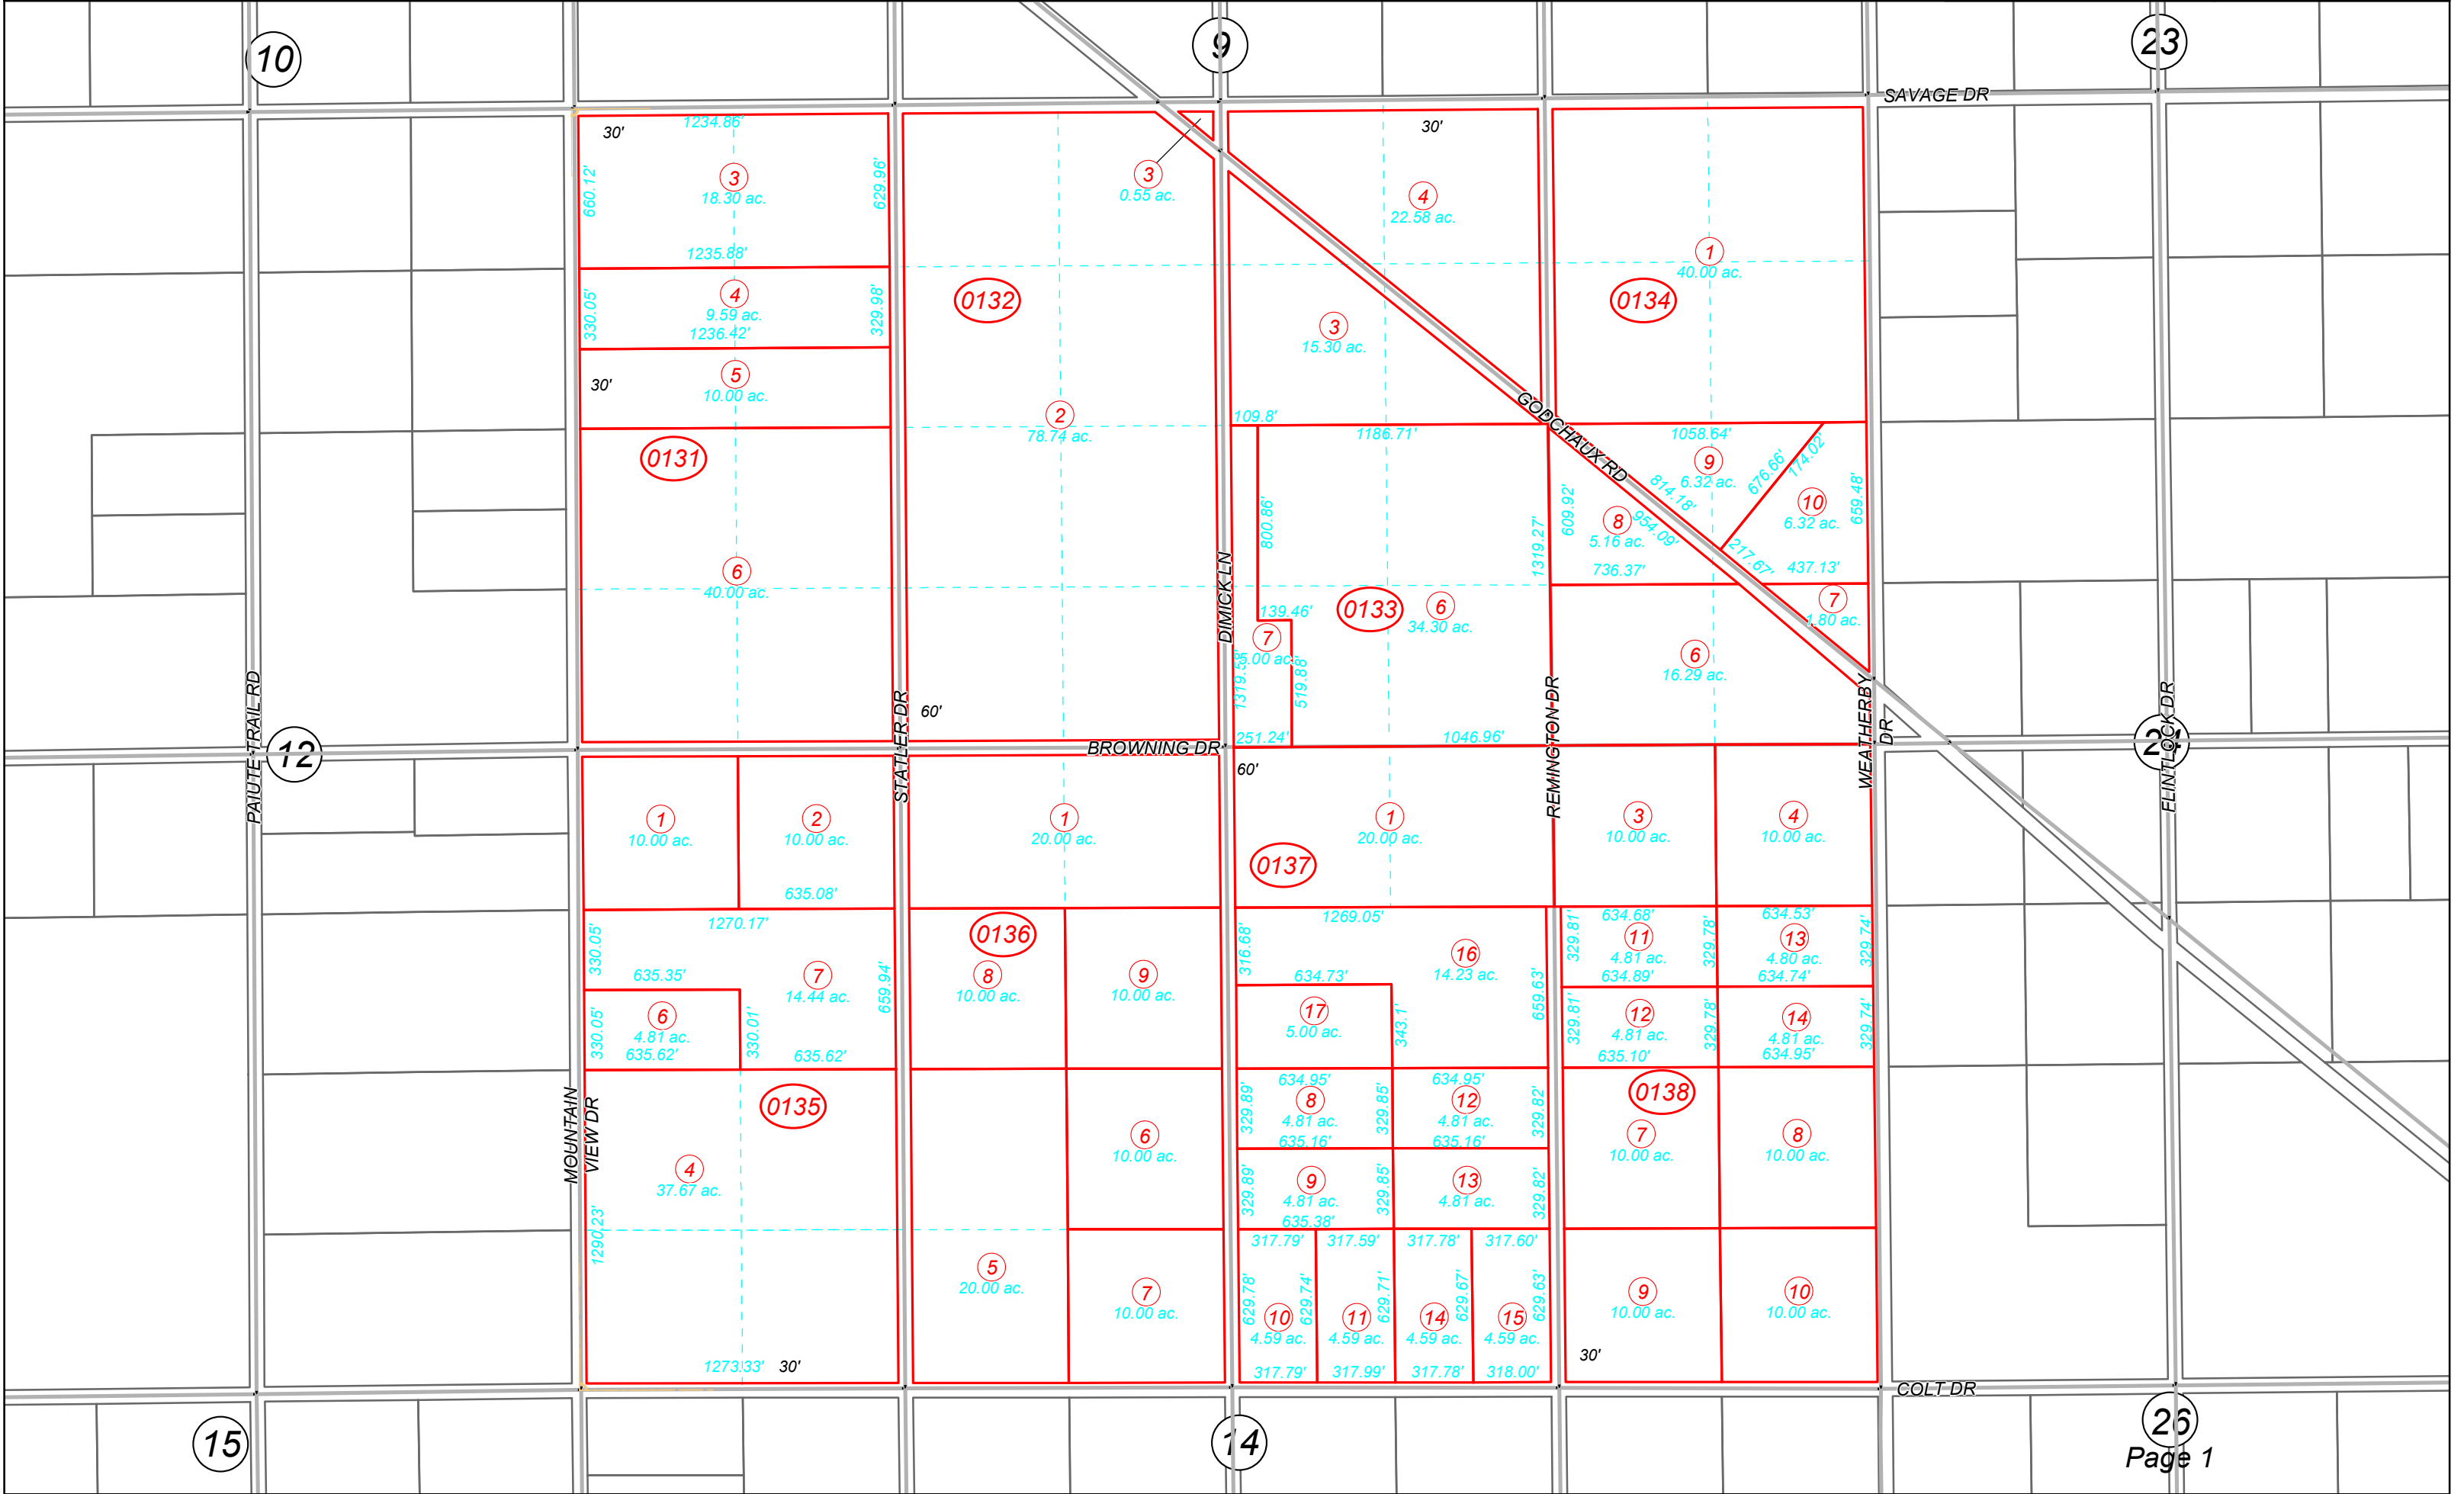 10
9
23
SAVAGE DR
30'
1234.86'
30'
660.12'
3
18.30 ac.
629.96'
3
0.55 ac.
4
22.58 ac.
1235.88'
1
40.00 ac.
330.05'
4
9.59 ac.
1236.42'
329.98'
0132
0134
3
15.30 ac.
30'
5
10.00 ac.
2
78.74 ac.
109.8'
1186.71'
GODCHAUX RD
1058.64'
0131
9
6.32 ac.
676.66'
174.02'
659.48'
814.18'
10
6.32 ac.
800.86'
1319.27'
609.92'
8
5.16 ac.
954.09'
217.67'
736.37'
437.13'
6
40.00 ac.
DIMICK LN
139.46'
0133
6
34.30 ac.
7
1.80 ac.
7
5.00 ac.
1319.58'
519.88'
6
16.29 ac.
PAIUTE TRAIL RD
STATLER DR
60'
REMINGTON DR
WEATHERBY
DR
FLINTLOCK DR
12
BROWNING DR
251.24'
1046.96'
24
60'
1
10.00 ac.
2
10.00 ac.
1
20.00 ac.
1
20.00 ac.
3
10.00 ac.
4
10.00 ac.
0137
635.08'
1270.17'
1269.05'
634.68'
634.53'
330.05'
0136
316.68'
329.81'
11
4.81 ac.
634.89'
329.78'
13
4.80 ac.
634.74'
329.74'
635.35'
7
14.44 ac.
659.94'
8
10.00 ac.
9
10.00 ac.
634.73'
16
14.23 ac.
659.63'
330.05'
6
4.81 ac.
635.62'
330.01'
635.62'
17
5.00 ac.
343.1'
329.81'
12
4.81 ac.
635.10'
329.78'
14
4.81 ac.
634.95'
329.74'
MOUNTAIN
VIEW DR
0135
634.95'
634.95'
0138
329.89'
8
4.81 ac.
635.16'
329.85'
12
4.81 ac.
635.16'
329.82'
6
10.00 ac.
7
10.00 ac.
8
10.00 ac.
4
37.67 ac.
329.89'
9
4.81 ac.
635.38'
329.85'
13
4.81 ac.
329.82'
1290.23'
317.79'
317.59'
317.78'
317.60'
5
20.00 ac.
7
10.00 ac.
629.78'
10
4.59 ac.
629.74'
11
4.59 ac.
629.71'
14
4.59 ac.
629.67'
15
4.59 ac.
629.63'
9
10.00 ac.
10
10.00 ac.
1273.33'
30'
317.79'
317.99'
317.78'
318.00'
30'
COLT DR
15
14
26
Page 1